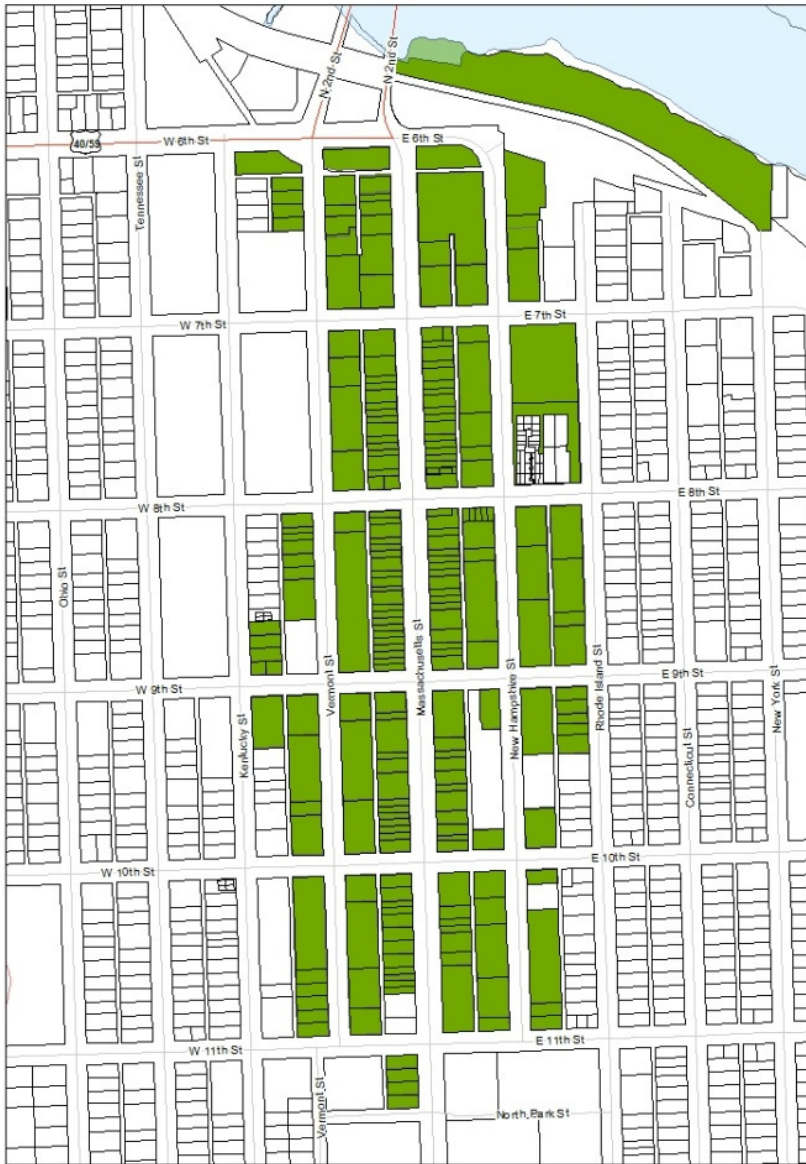 N 2nd St
N 2nd St
40/59
W 6th St
E 6th St
Tennessee St
W 7th St
E 7th St
W 8th St
E 8th St
Ohio St
Vermont St
Massachusetts St
New Hampshire St
Rhode Island St
W 9th St
E 9th St
Kentucky St
Connecticut St
New York St
W 10th St
E 10th St
W 11th St
E 11th St
Vermont St
North Park St